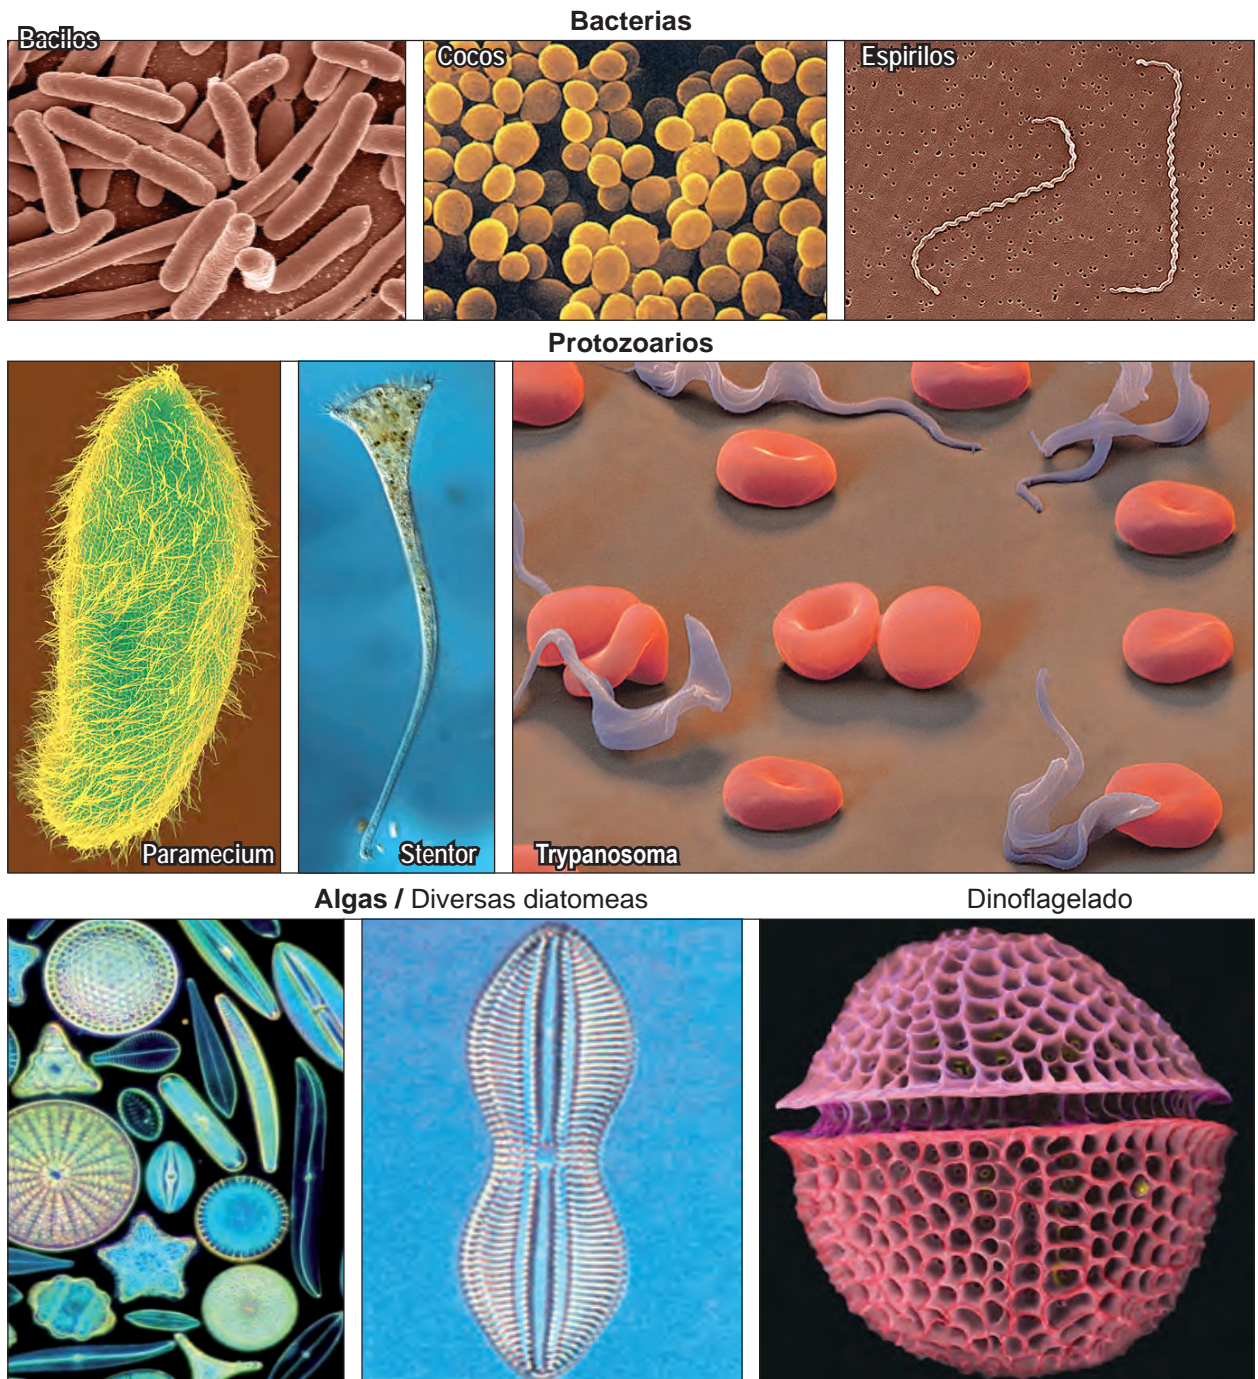 Bacterias
Bacilos
Cocos
Espirilos
Protozoarios
Paramecium
Stentor
Trypanosoma
Algas / Diversas diatomeas
Dinoflagelado